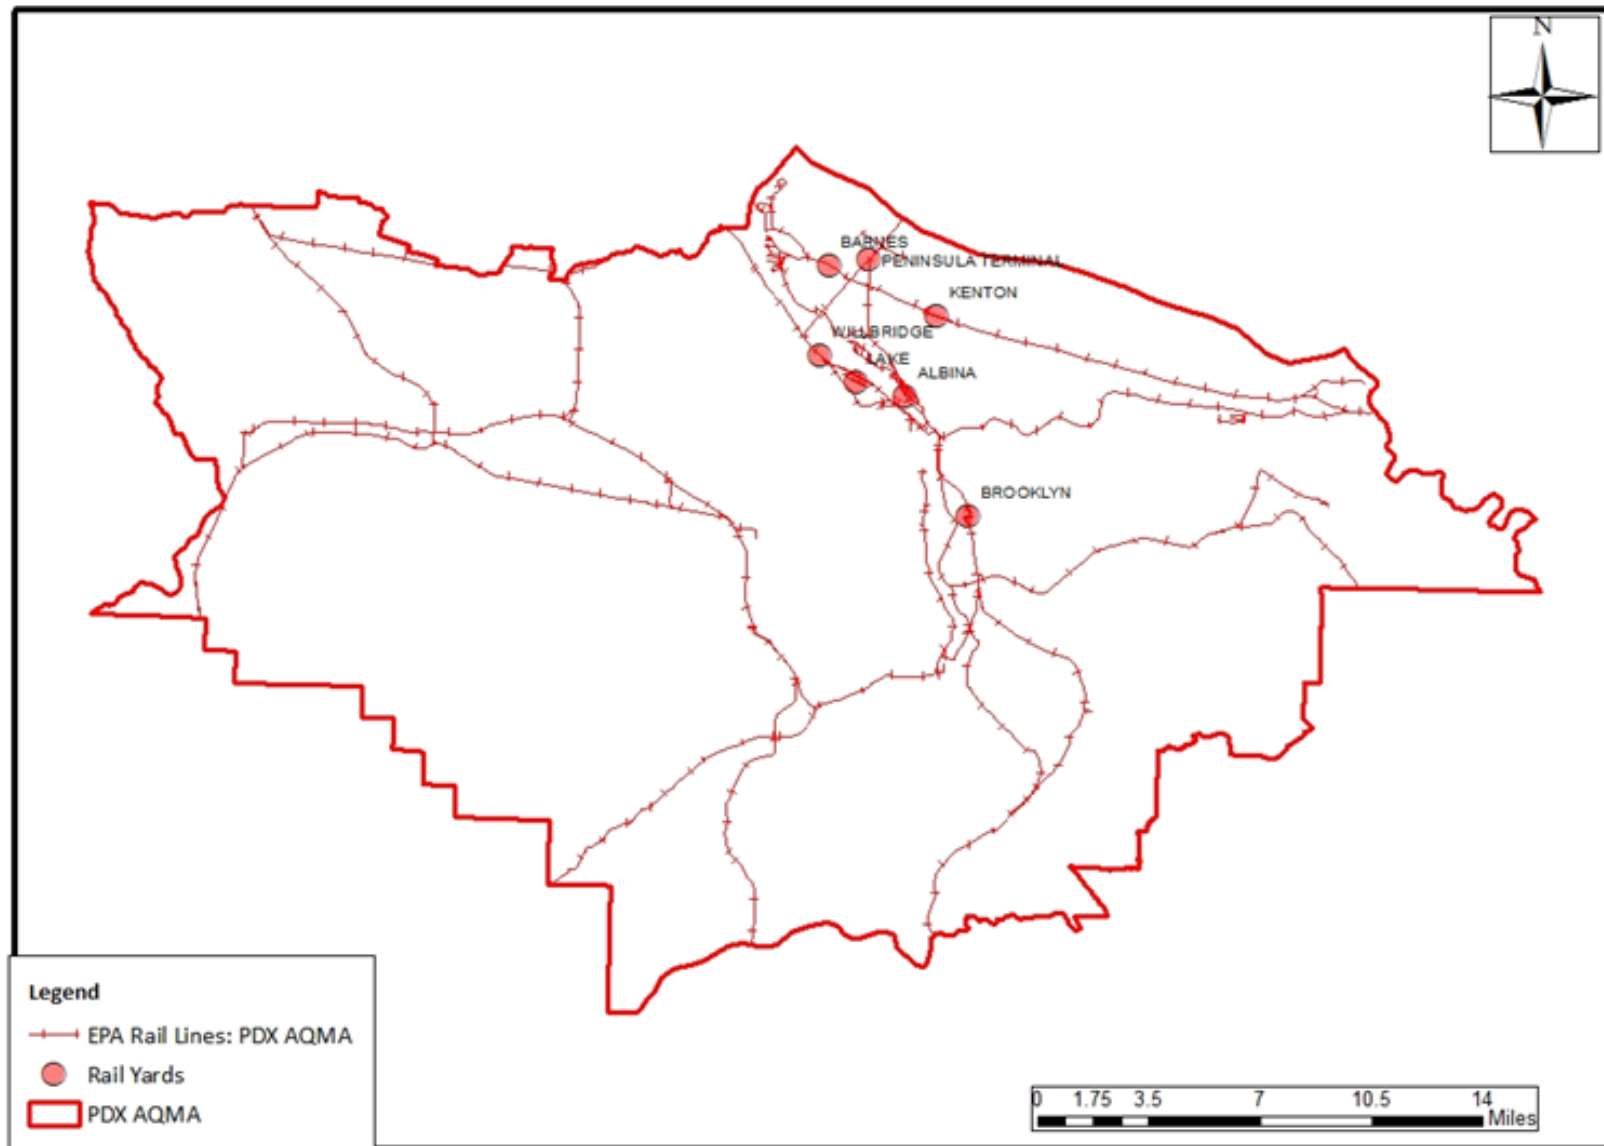 N
BARNES
PENINSULA TERMINAL
KENTON
WILLBRIDGE
LAKE
ALBINA
BROOKLYN
Legend
EPA Rail Lines: PDX AQMA
Rail Yards
PDX AQMA
0 1.75 3.5 7 10.5 14
Miles